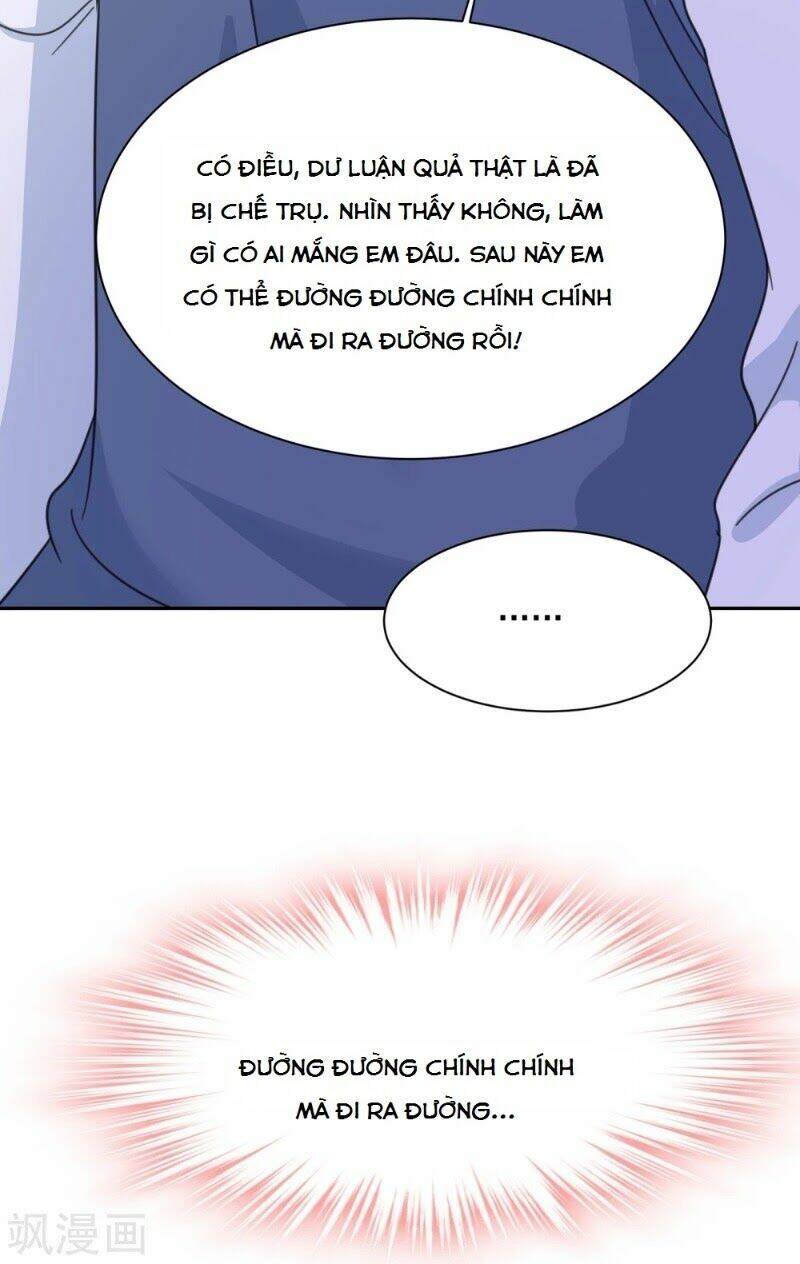 CÓ ĐIỀU, DƯ LUẬN QUẢ THẬT LÀ ĐÃ
BỊ CHẾ TRỤ. NHÌN THẤY KHÔNG, LÀM
GÌ CÓ AI MẮNG EM ĐÂU. SAU NÀY EM
CÓ THỂ ĐƯỜNG ĐƯỜNG CHÍNH CHÍNH
MÀ ĐI RA ĐƯỜNG RỒI!
......
ĐƯỜNG ĐƯỜNG CHÍNH CHÍNH
MÀ ĐI RA ĐƯỜNG...
飒漫画